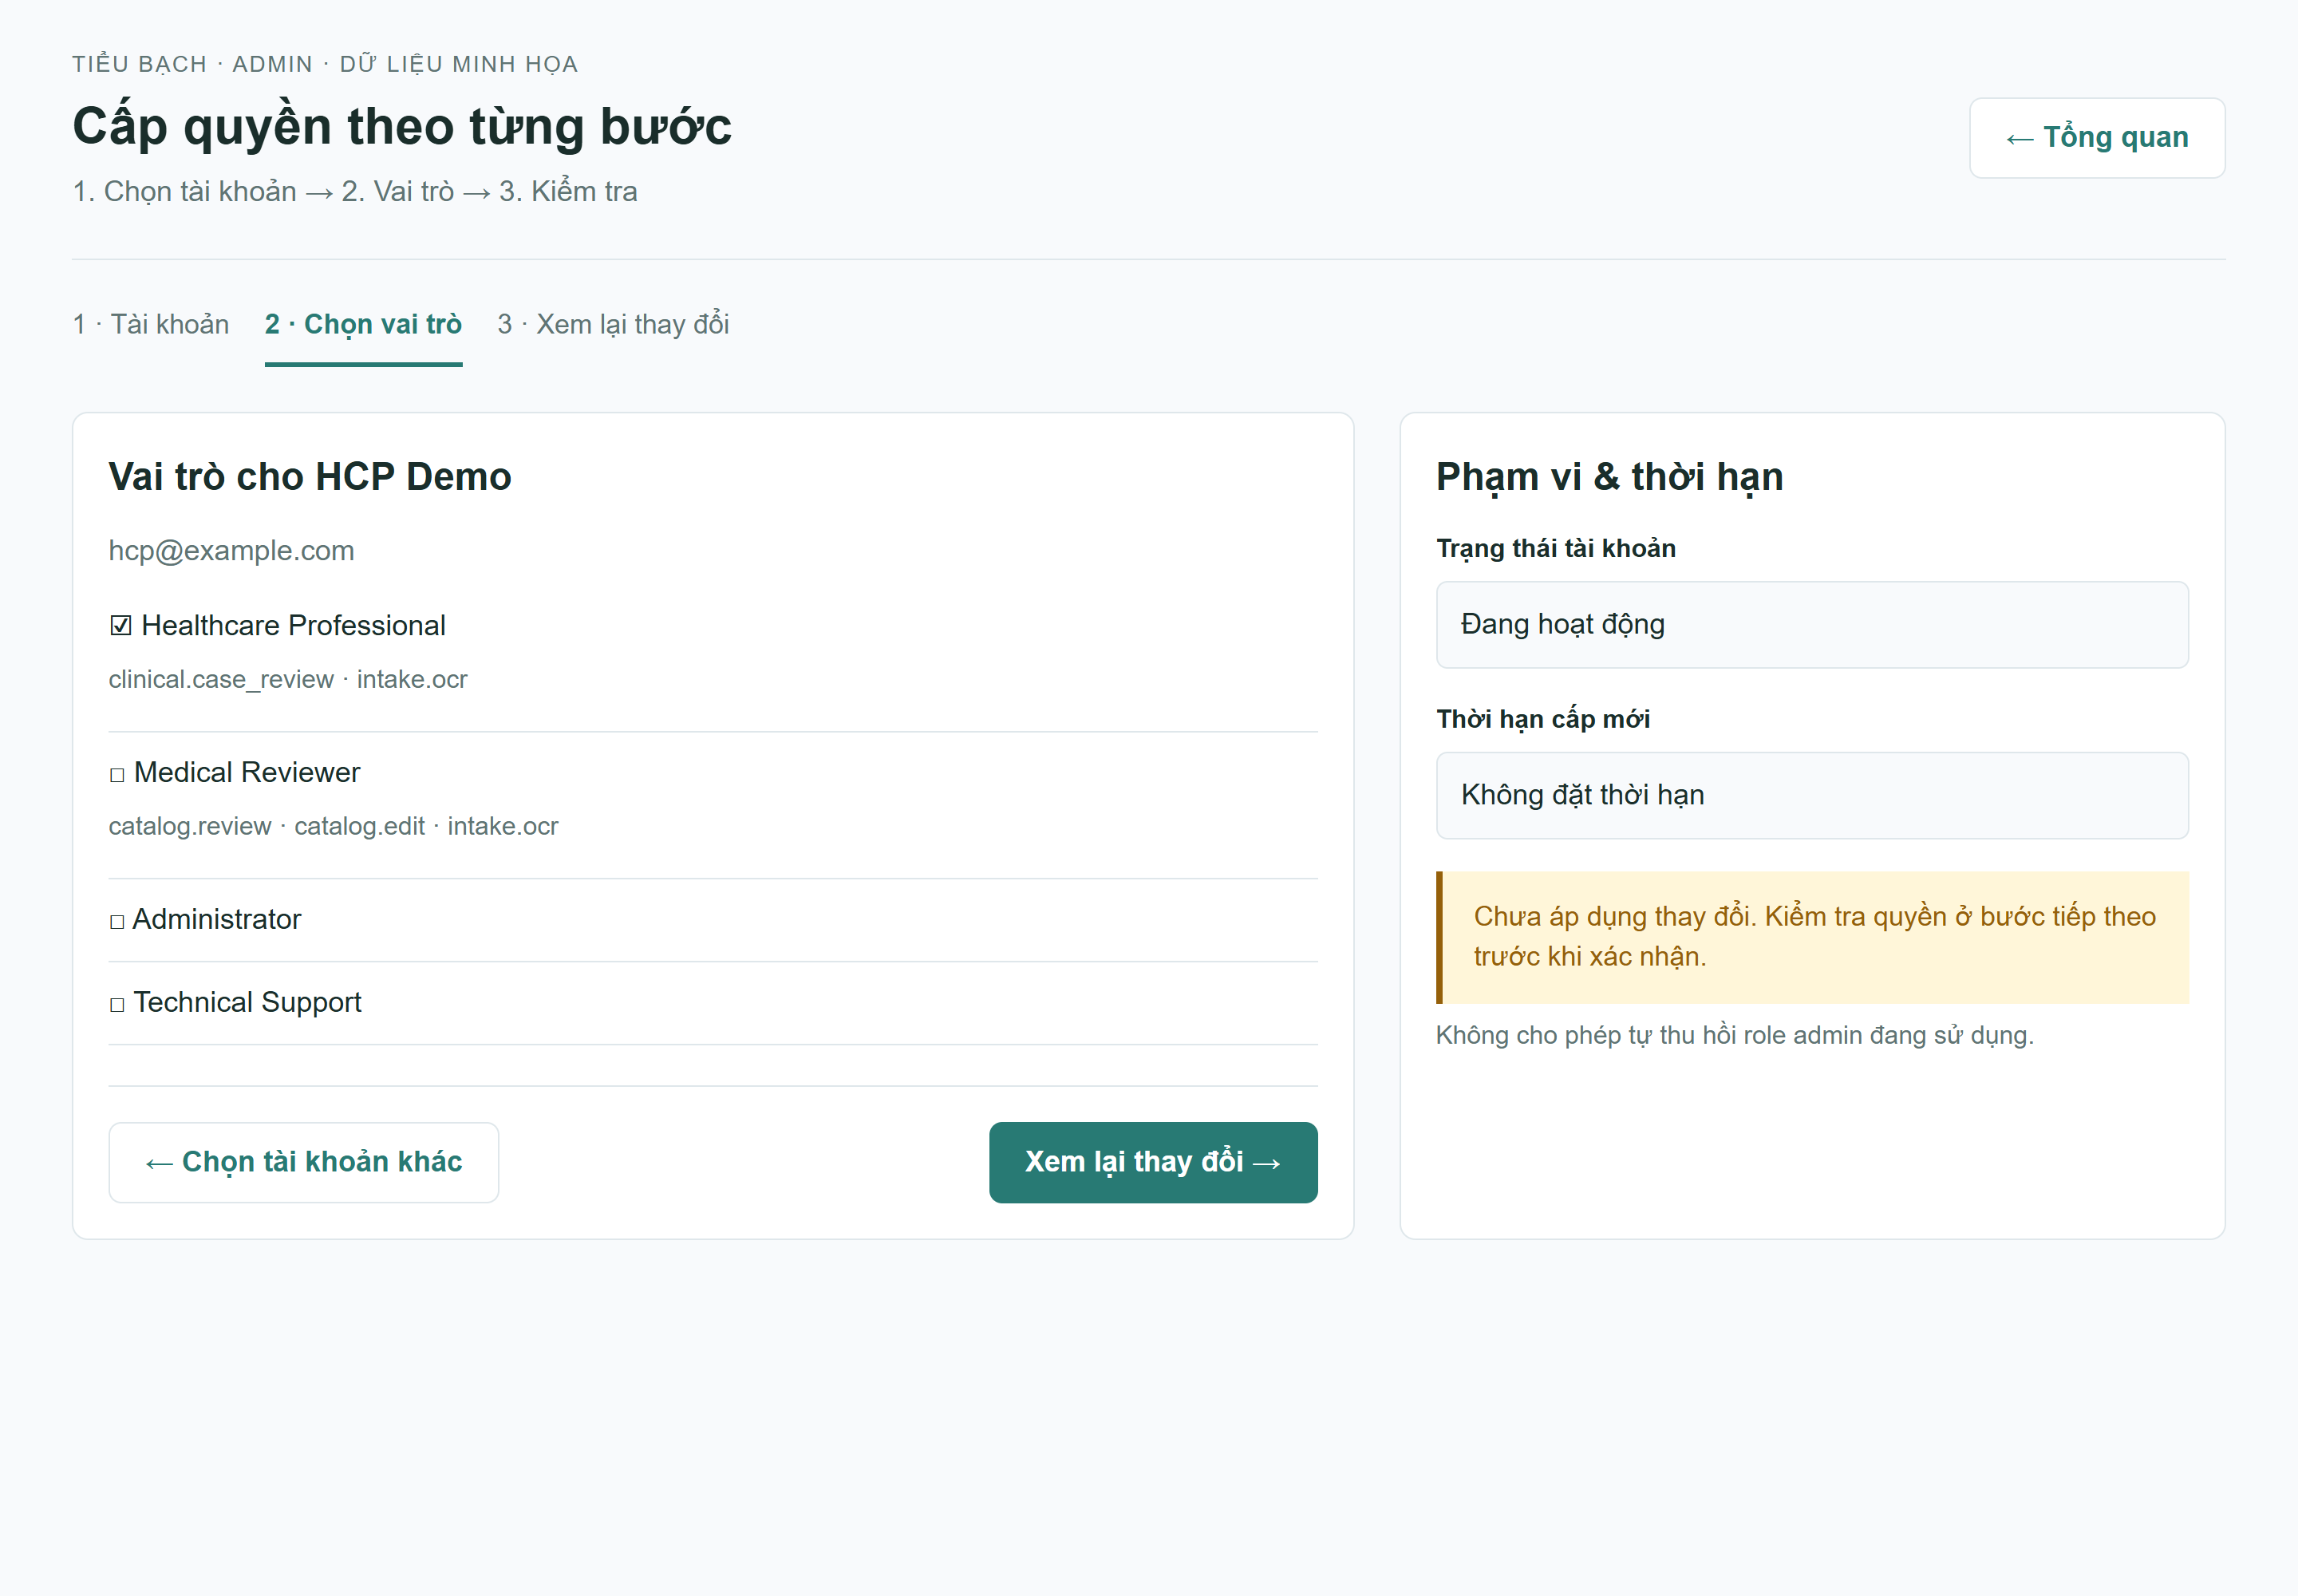 TIỂU BẠCH · ADMIN · DỮ LIỆU MINH HỌA
Cấp quyền theo từng bước
← Tổng quan
1. Chọn tài khoản → 2. Vai trò → 3. Kiểm tra
1 · Tài khoản
2 · Chọn vai trò
3 · Xem lại thay đổi
Vai trò cho HCP Demo
hcp@example.com
☑ Healthcare Professional
clinical.case_review · intake.ocr
□ Medical Reviewer
catalog.review · catalog.edit · intake.ocr
□ Administrator
□ Technical Support
← Chọn tài khoản khác
Xem lại thay đổi →
Phạm vi & thời hạn
Trạng thái tài khoản
Đang hoạt động
Thời hạn cấp mới
Không đặt thời hạn
Chưa áp dụng thay đổi. Kiểm tra quyền ở bước tiếp theo
trước khi xác nhận.
Không cho phép tự thu hồi role admin đang sử dụng.